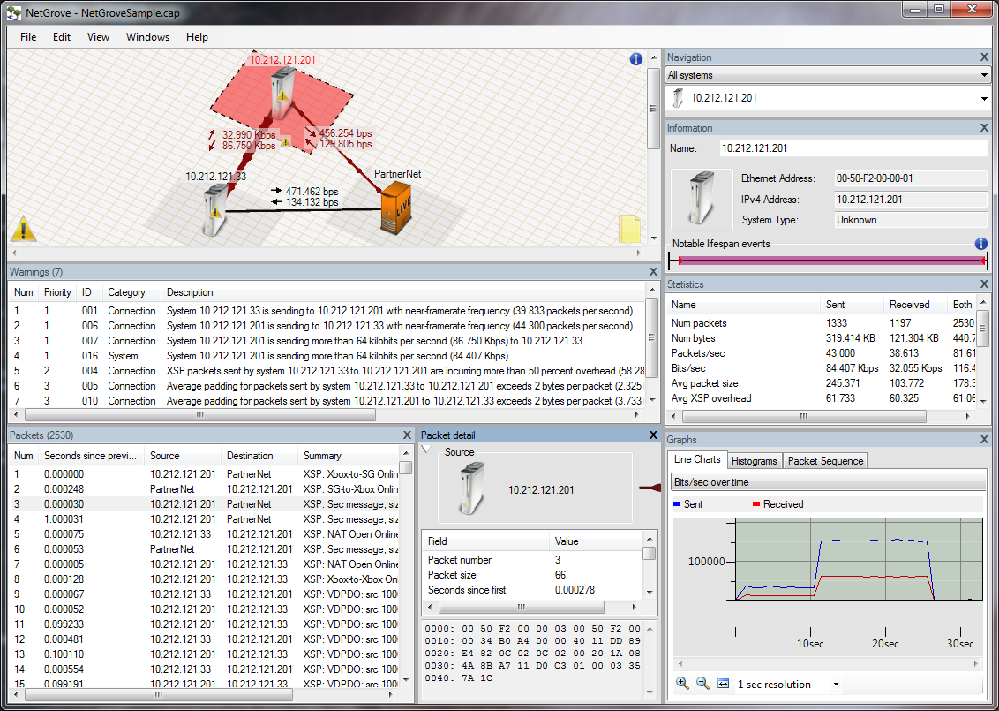 NetGrove - NetGroveSample.cap
File Edit View Windows Help
10.212.121.201
32.990 Kbps
86.750 Kbps
456.254 bps
129.805 bps
10.212.121.33
PartnerNet
471.462 bps
134.132 bps
LIVE
Warnings (7)
Num Priority ID Category Description
1 1 001 Connection System 10.212.121.33 is sending to 10.212.121.201 with near-framerate frequency (39.833 packets per second).
2 1 006 Connection System 10.212.121.201 is sending to 10.212.121.33 with near-framerate frequency (44.300 packets per second).
3 1 007 Connection System 10.212.121.201 is sending more than 64 kilobits per second (86.750 Kbps) to 10.212.121.33.
4 1 016 System System 10.212.121.201 is sending more than 64 kilobits per second (84.407 Kbps).
5 2 004 Connection XSP packets sent by system 10.212.121.33 to 10.212.121.201 are incurring more than 50 percent overhead (58.28
6 3 005 Connection Average padding for packets sent by system 10.212.121.33 to 10.212.121.201 exceeds 2 bytes per packet (2.325
7 3 010 Connection Average padding for packets sent by system 10.212.121.201 to 10.212.121.33 exceeds 2 bytes per packet (3.733
Packets (2530)
Num Seconds since previ... Source Destination Summary
1 0.000000 10.212.121.201 PartnerNet XSP: Xbox-to-SG Onlin
2 0.000248 PartnerNet 10.212.121.201 XSP: SG-to-Xbox Onlin
3 0.000030 10.212.121.201 PartnerNet XSP: Sec message, siz
4 1.000031 10.212.121.201 PartnerNet XSP: Sec message, siz
5 0.000075 10.212.121.33 10.212.121.201 XSP: NAT Open Online
6 0.000053 PartnerNet 10.212.121.201 XSP: Sec message, siz
7 0.000005 10.212.121.201 10.212.121.33 XSP: NAT Open Online
8 0.000128 10.212.121.201 10.212.121.33 XSP: Xbox-to-Xbox On
9 0.000067 10.212.121.201 10.212.121.33 XSP: VDPDO: src 100
10 0.000052 10.212.121.201 10.212.121.33 XSP: VDPDO: src 100
11 0.099233 10.212.121.201 10.212.121.33 XSP: VDPDO: src 100
12 0.000481 10.212.121.33 10.212.121.201 XSP: VDPDO: src 100
13 0.100110 10.212.121.201 10.212.121.33 XSP: VDPDO: src 100
14 0.000554 10.212.121.33 10.212.121.201 XSP: VDPDO: src 100
15 0.099191 10.212.121.201 10.212.121.33 XSP: VDPDO: src 100
Packet detail
Source
10.212.121.201
Field Value
Packet number 3
Packet size 66
Seconds since first 0.000278
0000: 00 50 F2 00 00 03 00 50 F2 00
0010: 00 34 B0 A4 00 00 40 11 DD 89
0020: E4 82 0C 02 0C 02 00 20 1A 08
0030: 4A 8B A7 11 D0 C3 01 00 03 35
0040: 7A 1C
Navigation
All systems
10.212.121.201
Information
Name: 10.212.121.201
Ethernet Address: 00-50-F2-00-00-01
IPv4 Address: 10.212.121.201
System Type: Unknown
Notable lifespan events
Statistics
Name Sent Received Both
Num packets 1333 1197 2530
Num bytes 319.414 KB 121.304 KB 440.7
Packets/sec 43.000 38.613 81.61
Bits/sec 84.407 Kbps 32.055 Kbps 116.4
Avg packet size 245.371 103.772 178.3
Avg XSP overhead 61.733 60.325 61.06
Graphs
Line Charts Histograms Packet Sequence
Bits/sec over time
Sent Received
100000
10sec 20sec 30sec
1 sec resolution